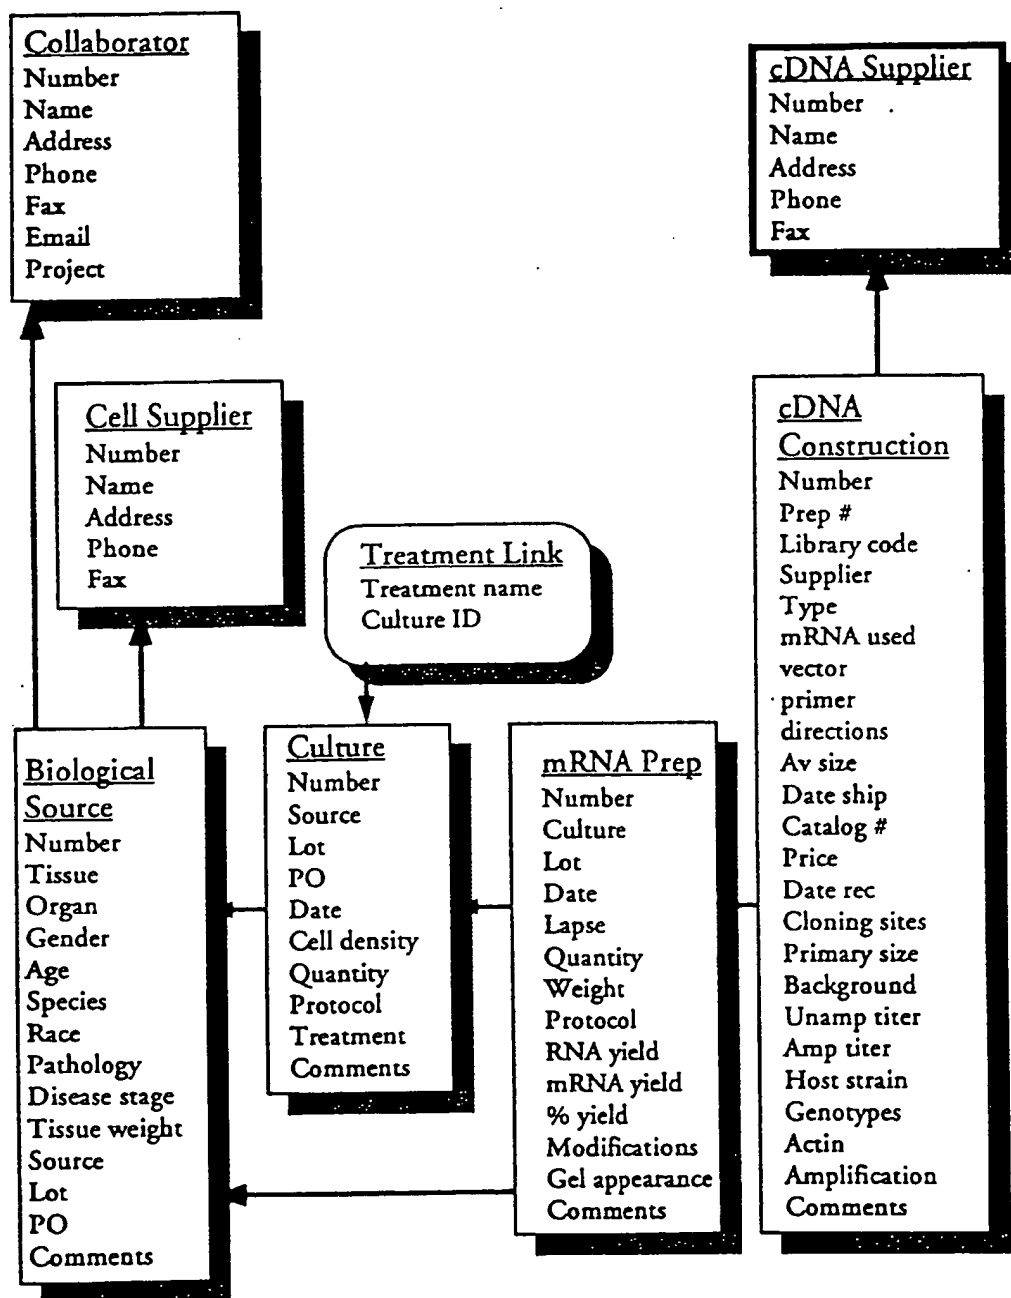 Collaborator
Number
Name
Address
Phone
Fax
Email
Project
cDNA Supplier
Number
Name
Address
Phone
Fax
Cell Supplier
Number
Name
Address
Phone
Fax
Treatment Link
Treatment name
Culture ID
Biological
Source
Number
Tissue
Organ
Gender
Age
Species
Race
Pathology
Disease stage
Tissue weight
Source
Lot
PO
Comments
Culture
Number
Source
Lot
PO
Date
Cell density
Quantity
Protocol
Treatment
Comments
mRNA Prep
Number
Culture
Lot
Date
Lapse
Quantity
Weight
Protocol
RNA yield
mRNA yield
% yield
Modifications
Gel appearance
Comments
cDNA
Construction
Number
Prep #
Library code
Supplier
Type
mRNA used
vector
primer
directions
Av size
Date ship
Catalog #
Price
Date rec
Cloning sites
Primary size
Background
Unamp titer
Amp titer
Host strain
Genotypes
Actin
Amplification
Comments